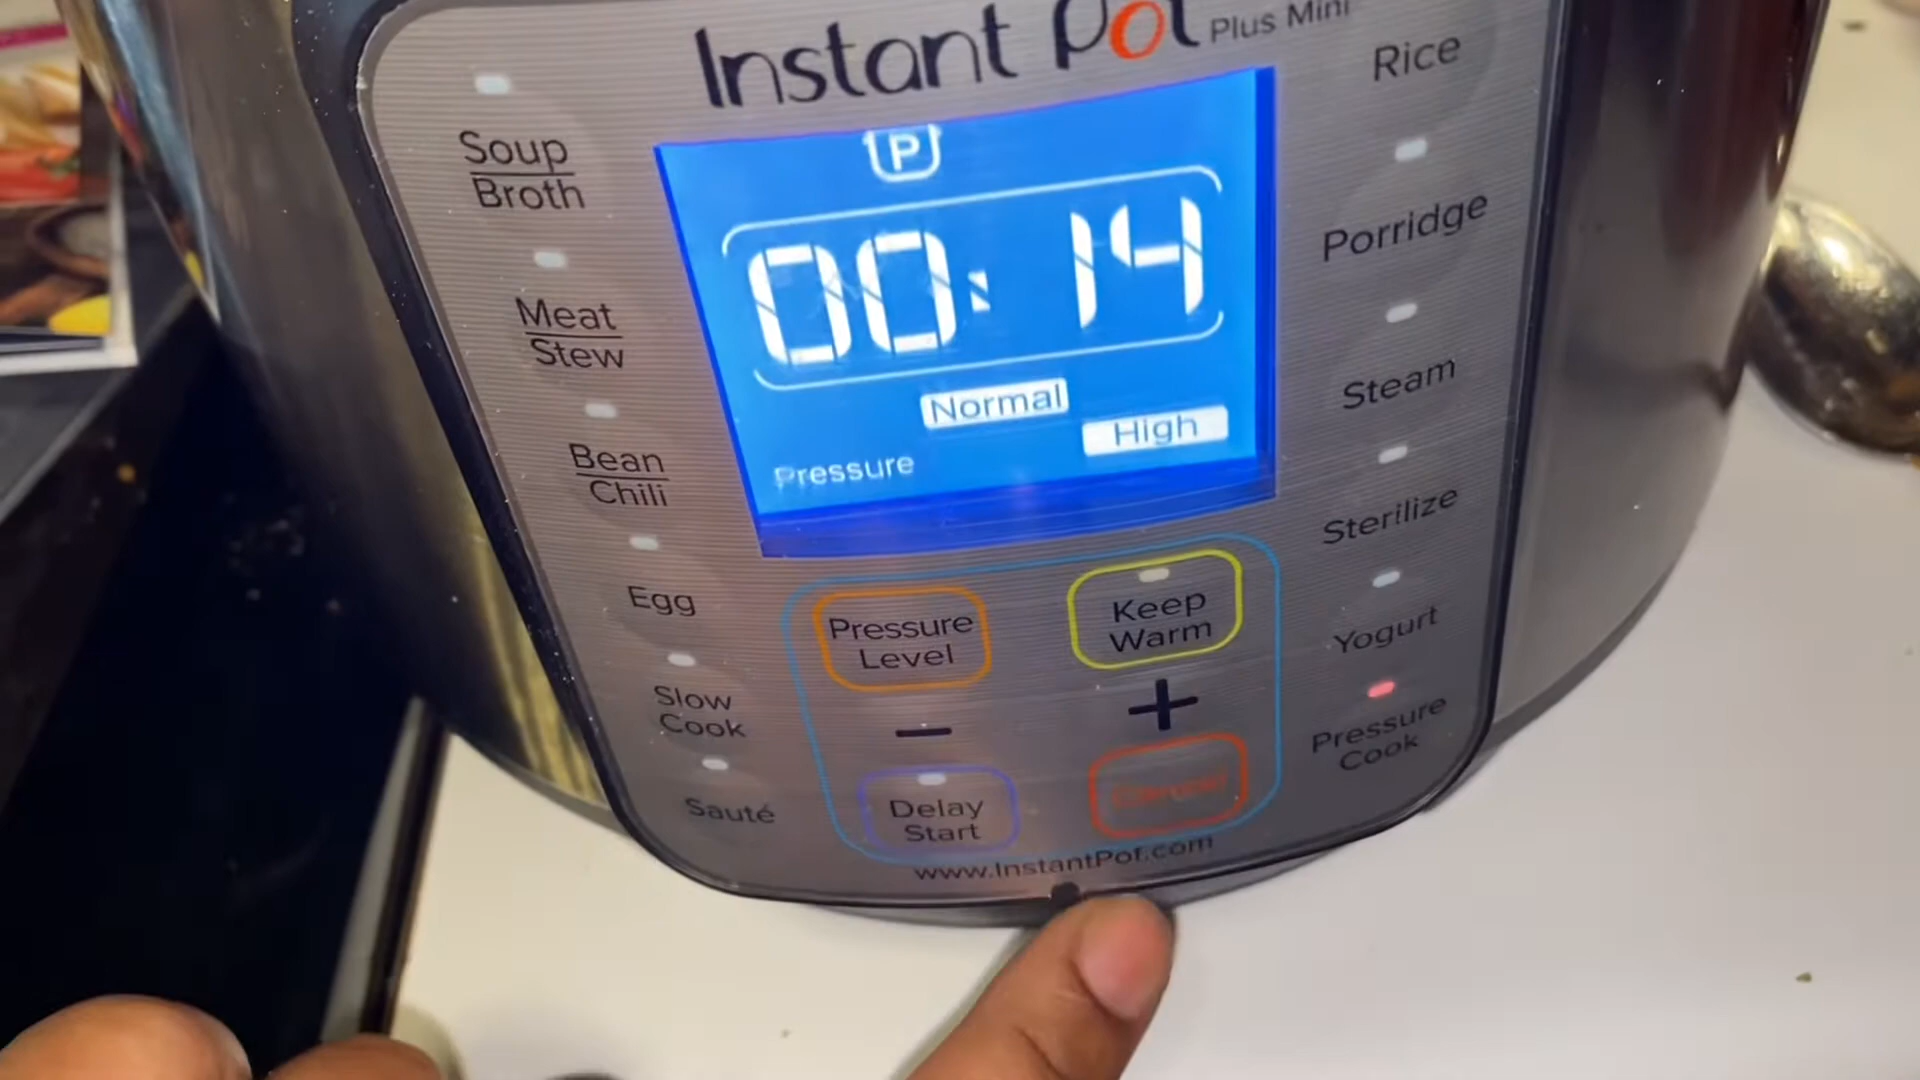 Instant Pot Plus Mini
Soup
Broth
Meat
Stew
Bean
Chili
Egg
Slow
Cook
Sauté
P
00:14
Normal
High
Pressure
Pressure
Level
Keep
Warm
−
+
Delay
Start
Cancel
www.InstantPot.com
Rice
Porridge
Steam
Sterilize
Yogurt
Pressure
Cook